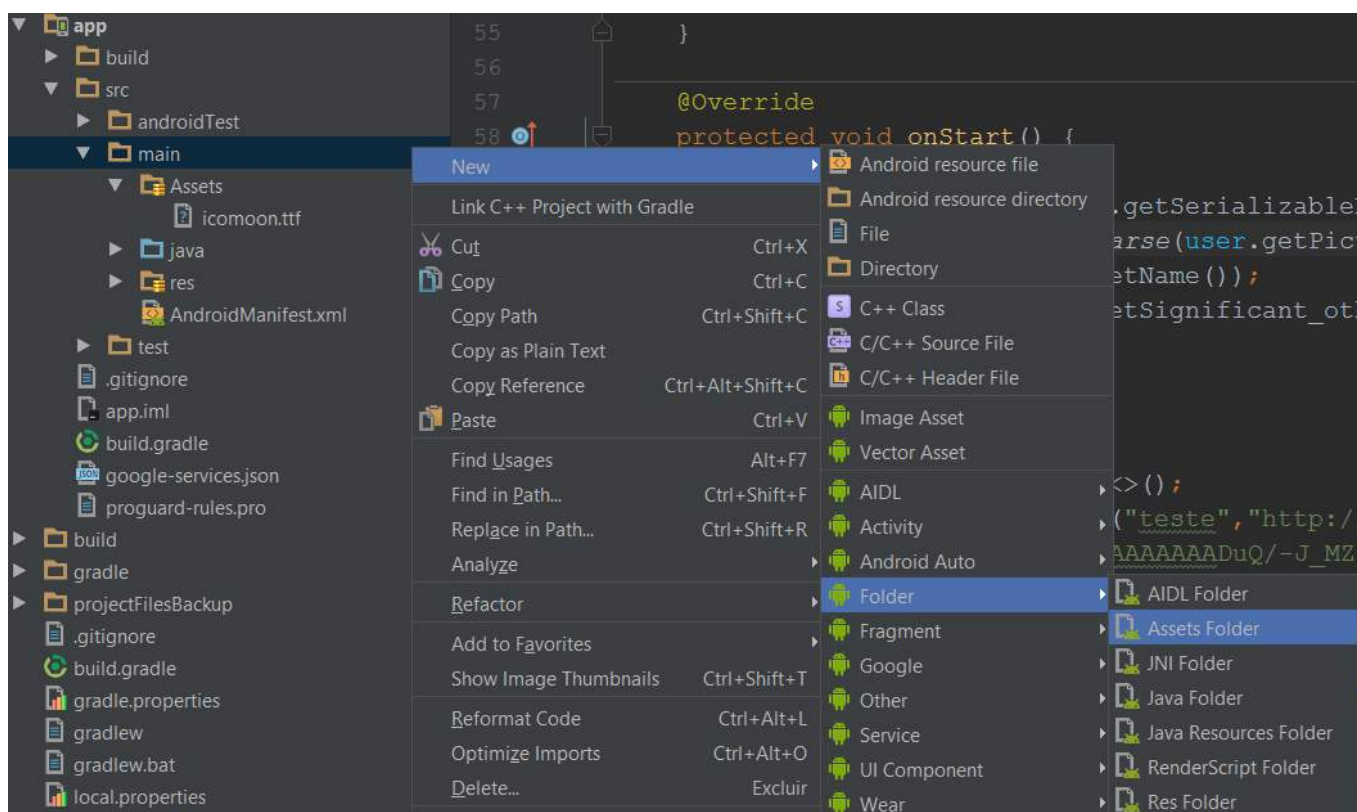 app
build
src
androidTest
main
Assets
icomoon.ttf
java
res
AndroidManifest.xml
test
.gitignore
app.iml
build.gradle
google-services.json
proguard-rules.pro
build
gradle
projectFilesBackup
.gitignore
build.gradle
gradle.properties
gradlew
gradlew.bat
local.properties
55 }
56
57 @Override
58 protected void onStart() {
.getSerializable
arse(user.getPic
etName());
etSignificant_ot
<>();
("teste","http:/
AAAAAAADuQ/-J_MZ
New
Link C++ Project with Gradle
Cut Ctrl+X
Copy Ctrl+C
Copy Path Ctrl+Shift+C
Copy as Plain Text
Copy Reference Ctrl+Alt+Shift+C
Paste Ctrl+V
Find Usages Alt+F7
Find in Path... Ctrl+Shift+F
Replace in Path... Ctrl+Shift+R
Analyze
Refactor
Add to Favorites
Show Image Thumbnails Ctrl+Shift+T
Reformat Code Ctrl+Alt+L
Optimize Imports Ctrl+Alt+O
Delete... Excluir
Android resource file
Android resource directory
File
Directory
S C++ Class
C++ C/C++ Source File
h C/C++ Header File
Image Asset
Vector Asset
AIDL
Activity
Android Auto
Folder
Fragment
Google
Other
Service
UI Component
Wear
AIDL Folder
Assets Folder
JNI Folder
Java Folder
Java Resources Folder
RenderScript Folder
Res Folder